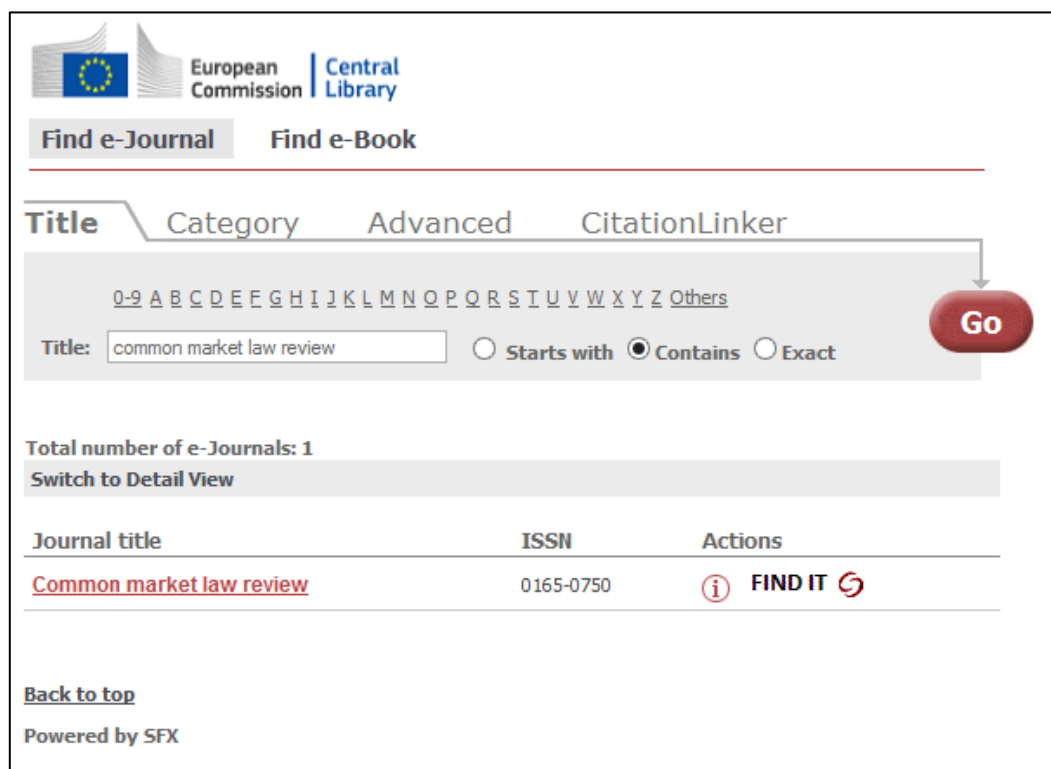 European Commission
Central Library
Find e-Journal Find e-Book
Title Category Advanced CitationLinker
0-9 A B C D E F G H I J K L M N O P Q R S T U V W X Y Z Others
Go
Title: common market law review Starts with Contains Exact
Total number of e-Journals: 1
Switch to Detail View
Journal title ISSN Actions
Common market law review 0165-0750 i FIND IT
Back to top
Powered by SFX